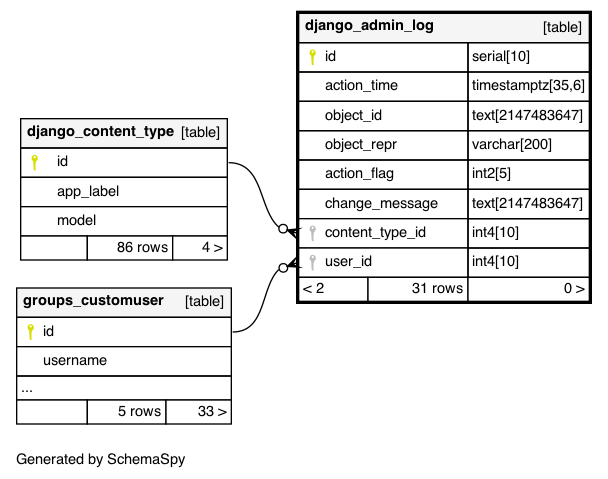 django_admin_log [table]
id serial[10]
action_time timestamptz[35,6]
object_id text[2147483647]
object_repr varchar[200]
action_flag int2[5]
change_message text[2147483647]
content_type_id int4[10]
user_id int4[10]
< 2 31 rows 0 >
django_content_type [table]
id
app_label
model
86 rows 4 >
groups_customuser [table]
id
username
...
5 rows 33 >
Generated by SchemaSpy